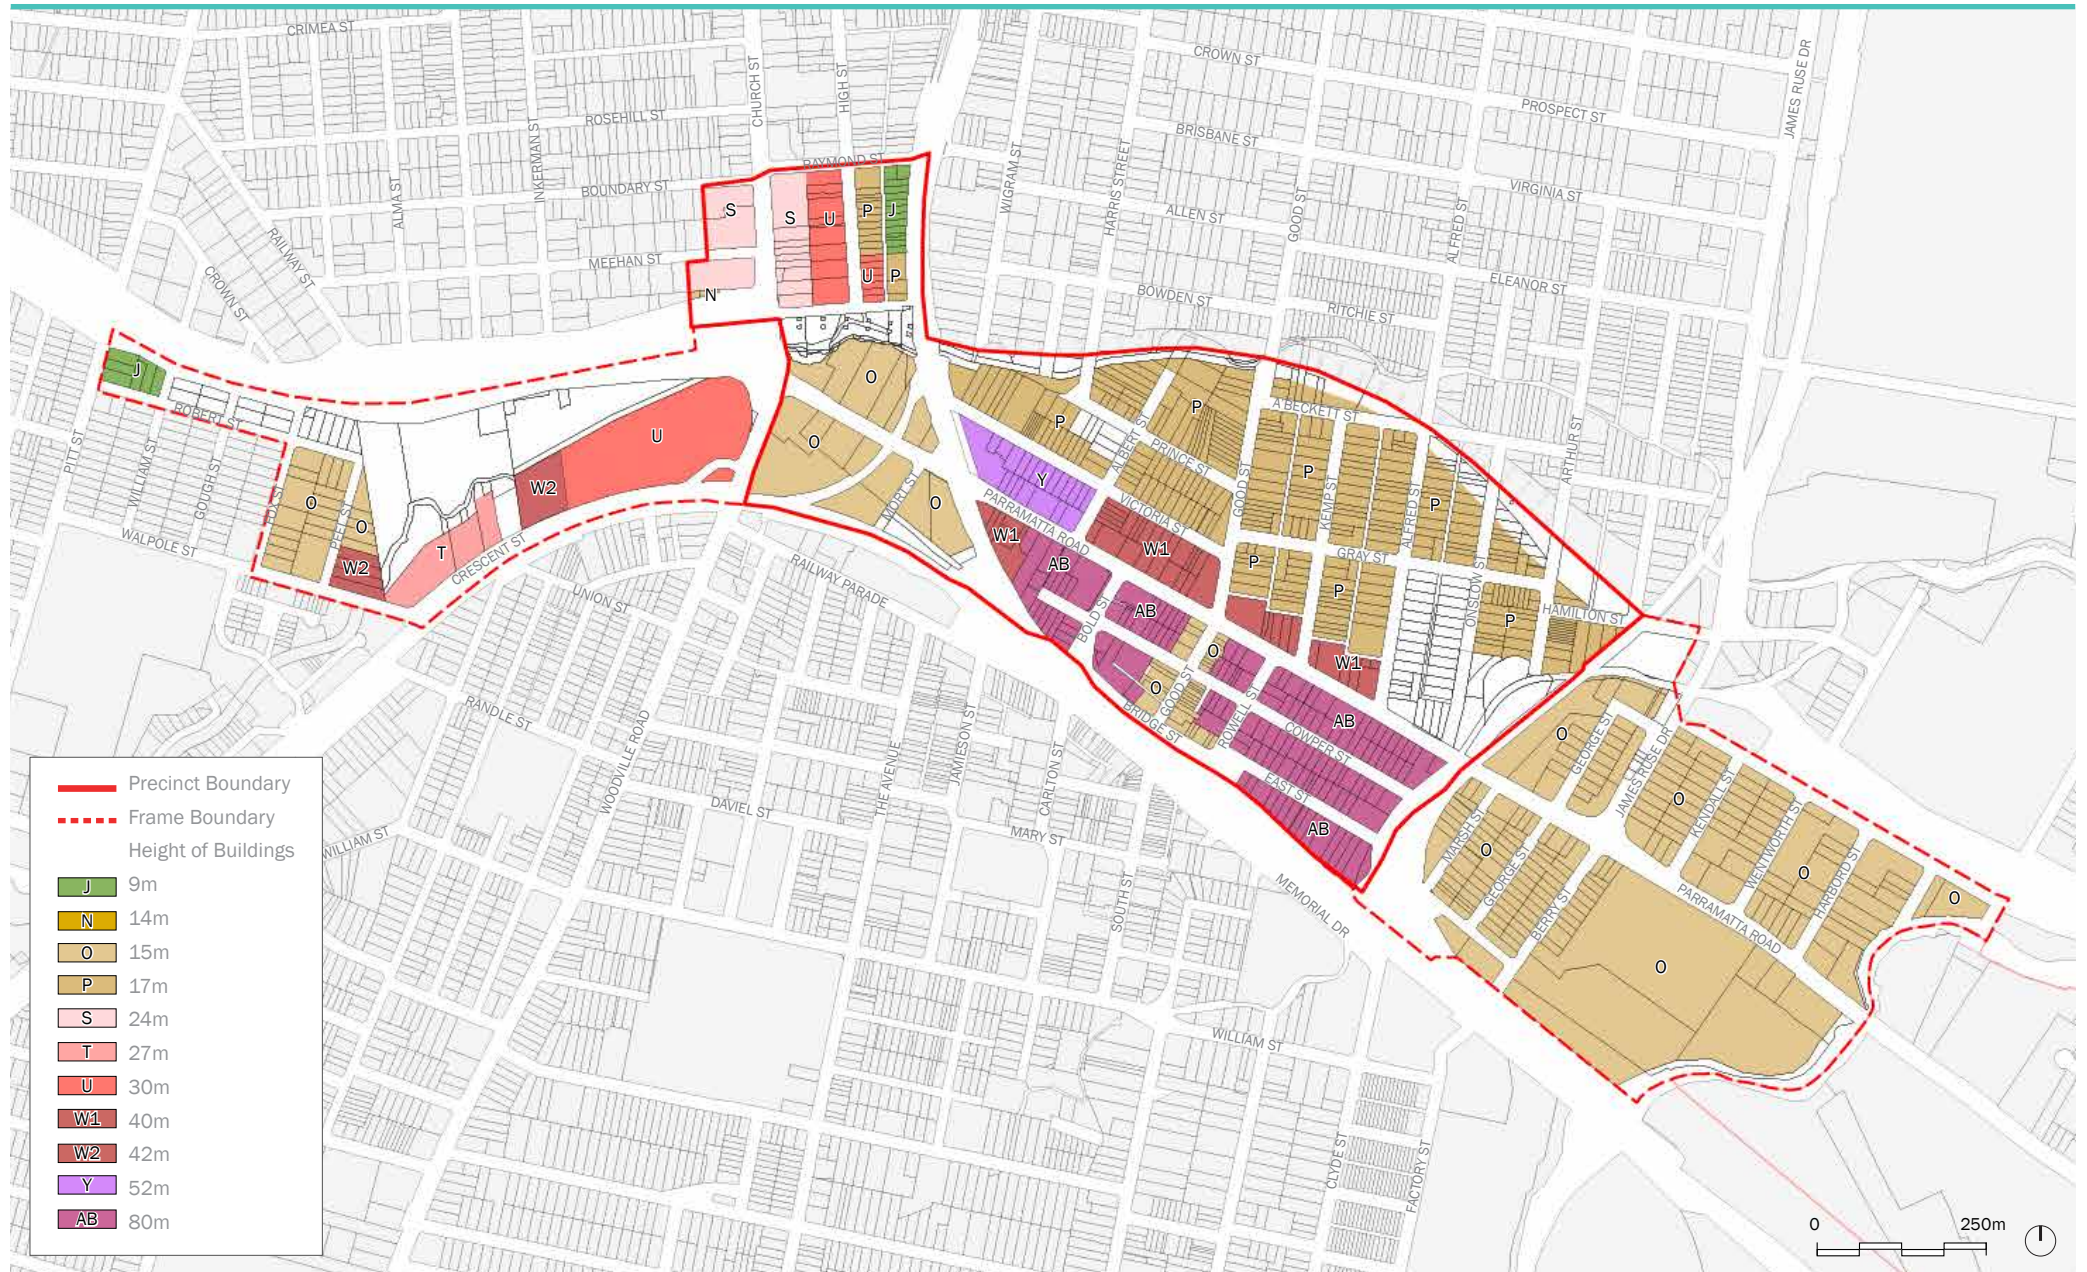 CRIMEA ST
CHURCH ST
HIGH ST
CROWN ST
JAMES RUSE DR
PROSPECT ST
ROSEHILL ST
BRISBANE ST
INKERMAN ST
RAYMOND ST
WIGRAM ST
HARRIS STREET
BOUNDARY ST
ALMA ST
VIRGINIA ST
ALLEN ST
GOOD ST
ALFRED ST
S
S
U
P
J
RAILWAY ST
CROWN ST
MEEHAN ST
U
P
N
ELEANOR ST
BOWDEN ST
RITCHIE ST
J
ROBERT ST
O
P
P
A BECKETT ST
ARTHUR ST
PITT ST
WILLIAM ST
GOUGH ST
U
O
ALBERT ST
PRINCE ST
P
P
GOOD ST
KEMP ST
ALFRED ST
Y
W2
O
O
PEEL ST
O
MORT ST
PARRAMATTA ROAD
VICTORIA ST
WALPOLE ST
T
W2
CRESCENT ST
W1
AB
W1
P
GRAY ST
P
ONSLOW ST
P
HAMILTON ST
RAILWAY PARADE
UNION ST
BOLD ST
AB
O
W1
O
GOOD ST
BRIDGE ST
ROWELL ST
COWPER ST
AB
EAST ST
AB
RANDLE ST
WOODVILLE ROAD
THE AVENUE
JAMIESON ST
CARLTON ST
DAVIEL ST
MARY ST
WILLIAM ST
SOUTH ST
MEMORIAL DR
O
GEORGE ST
JAMES RUSE DR
O
KENDALL ST
WENTWORTH ST
MARSH ST
O
GEORGE ST
BERRY ST
O
HARBORD ST
O
PARRAMATTA ROAD
O
WILLIAM ST
CLYDE ST
FACTORY ST
Precinct Boundary
Frame Boundary
Height of Buildings
J 9m
N 14m
O 15m
P 17m
S 24m
T 27m
U 30m
W1 40m
W2 42m
Y 52m
AB 80m
0 250m